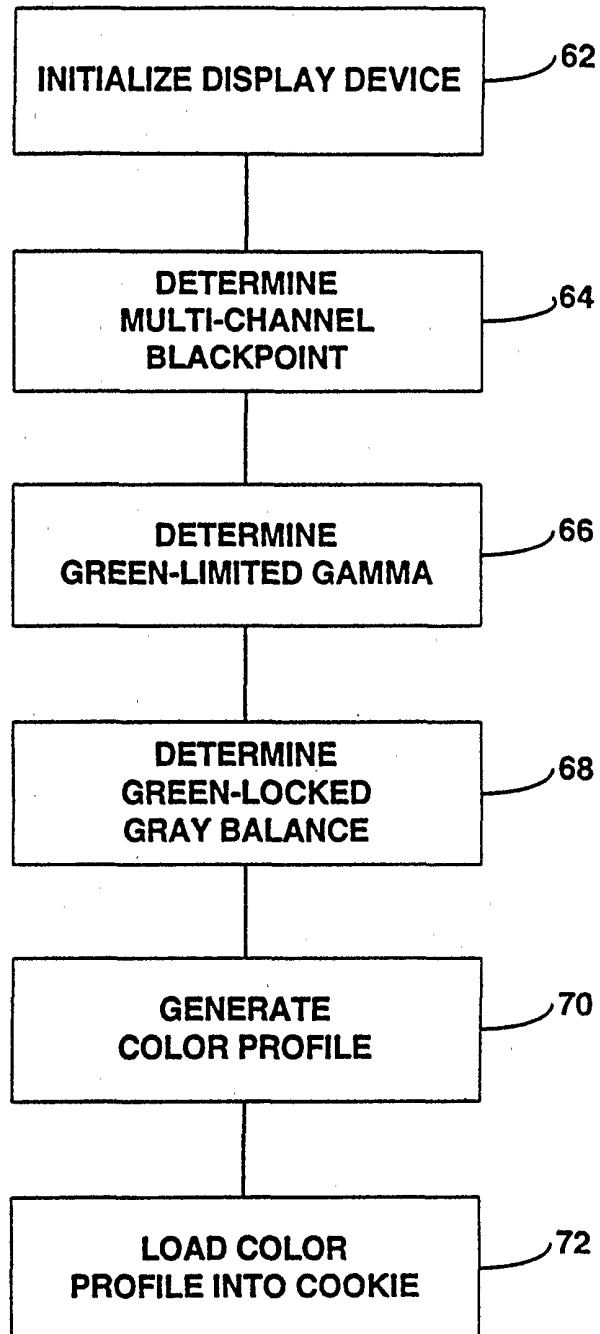 INITIALIZE DISPLAY DEVICE
62
DETERMINE
MULTI-CHANNEL
BLACKPOINT
64
DETERMINE
GREEN-LIMITED GAMMA
66
DETERMINE
GREEN-LOCKED
GRAY BALANCE
68
GENERATE
COLOR PROFILE
70
LOAD COLOR
PROFILE INTO COOKIE
72